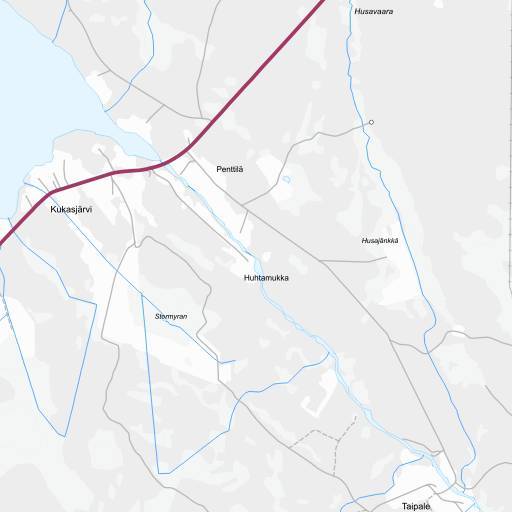 Husavaara
Penttilä
Kukasjärvi
Husajänkkä
Huhtamukka
Stormyran
Taipale